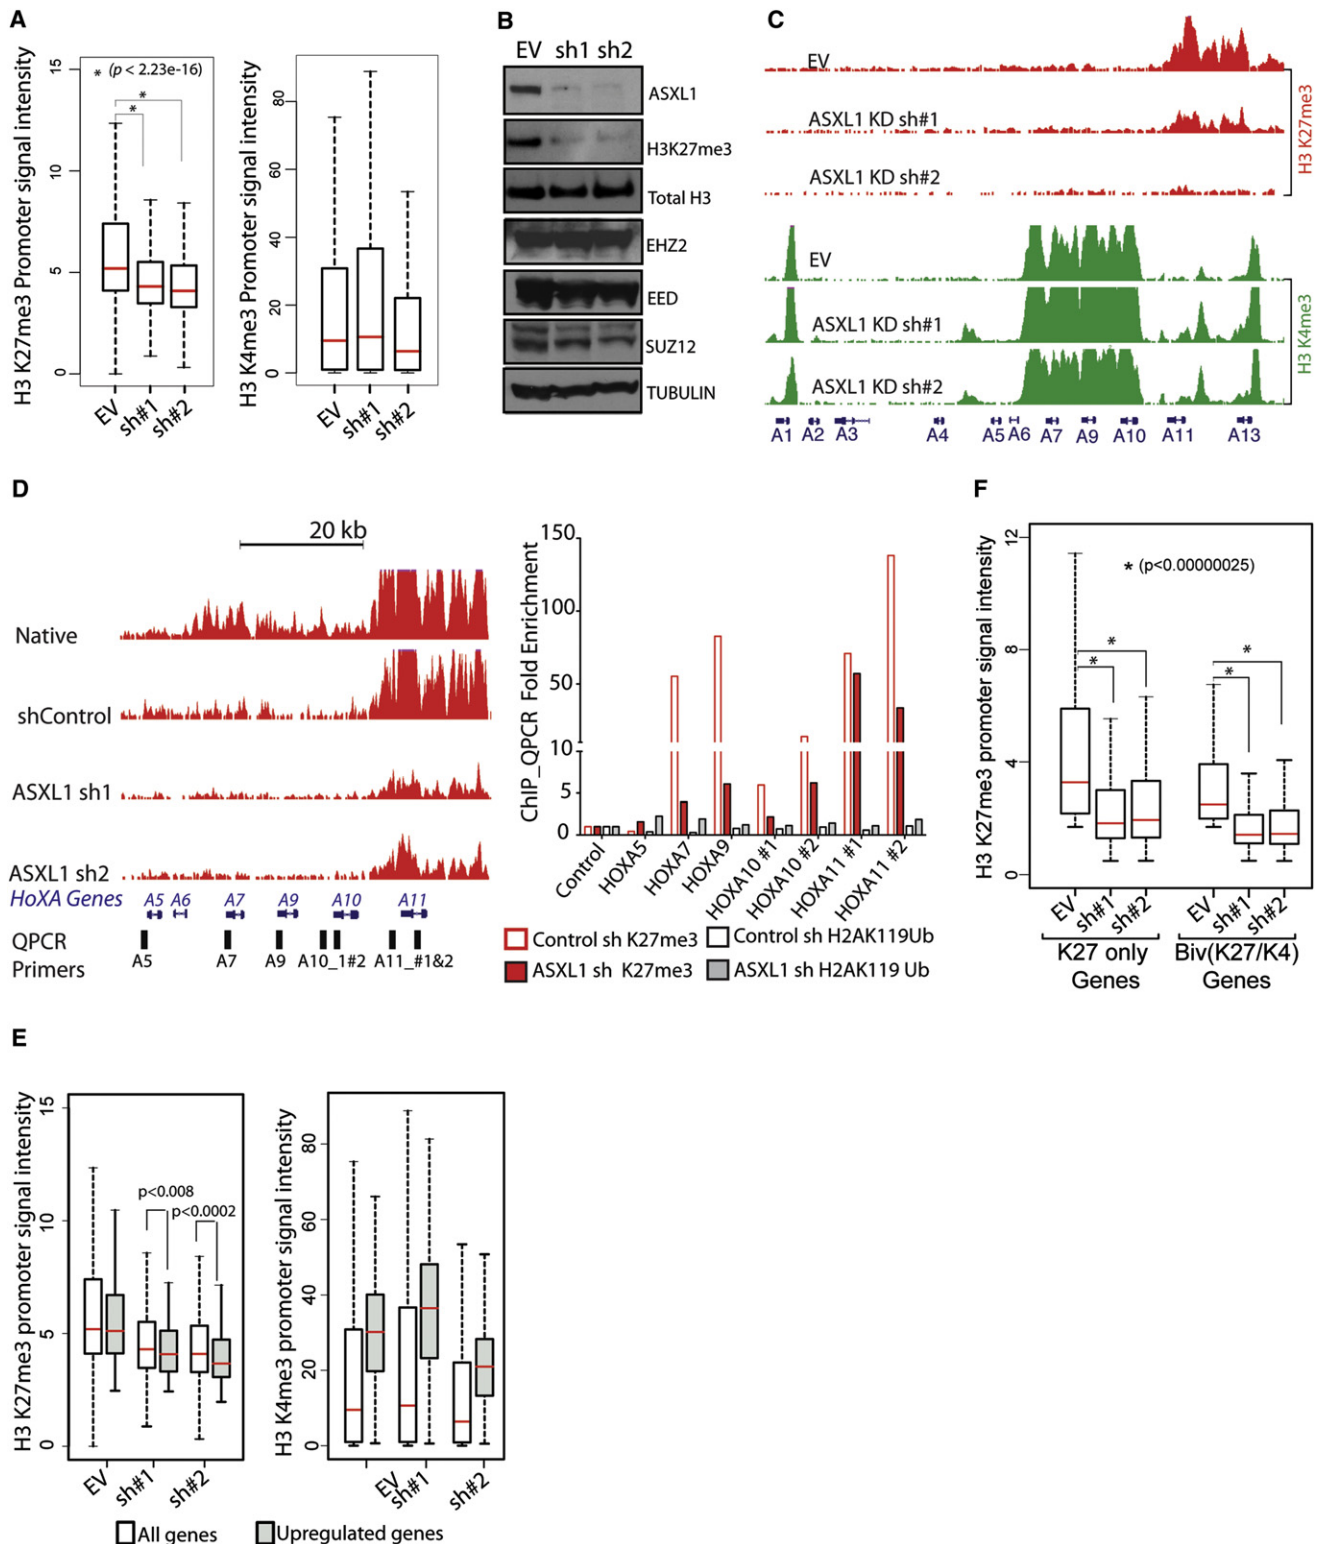 A
H3 K27me3 Promoter signal intensity
15
10
5
0
* (p < 2.23e-16)
*
*
EV
sh#1
sh#2
H3 K4me3 Promoter signal intensity
80
60
40
20
0
EV
sh#1
sh#2
B
EV sh1 sh2
ASXL1
H3K27me3
Total H3
EHZ2
EED
SUZ12
TUBULIN
C
EV
ASXL1 KD sh#1
ASXL1 KD sh#2
H3 K27me3
EV
ASXL1 KD sh#1
ASXL1 KD sh#2
H3 K4me3
A1 A2 A3 A4 A5 A6 A7 A9 A10 A11 A13
D
20 kb
Native
shControl
ASXL1 sh1
ASXL1 sh2
HoXA Genes A5 A6 A7 A9 A10 A11
QPCR
Primers A5 A7 A9 A10_1#2 A11_#1&2
ChIP_QPCR Fold Enrichment
150
100
50
10
5
0
Control
HOXA5
HOXA7
HOXA9
HOXA10 #1
HOXA10 #2
HOXA11 #1
HOXA11 #2
Control sh K27me3
Control sh H2AK119Ub
ASXL1 sh K27me3
ASXL1 sh H2AK119 Ub
F
H3 K27me3 promoter signal intensity
12
8
4
0
* (p<0.00000025)
*
*
*
*
EV
sh#1
sh#2
EV
sh#1
sh#2
K27 only
Genes
Biv(K27/K4)
Genes
E
H3 K27me3 promoter signal intensity
15
10
5
0
p<0.008
p<0.0002
EV
sh#1
sh#2
H3 K4me3 promoter signal intensity
80
60
40
20
0
EV
sh#1
sh#2
All genes
Upregulated genes